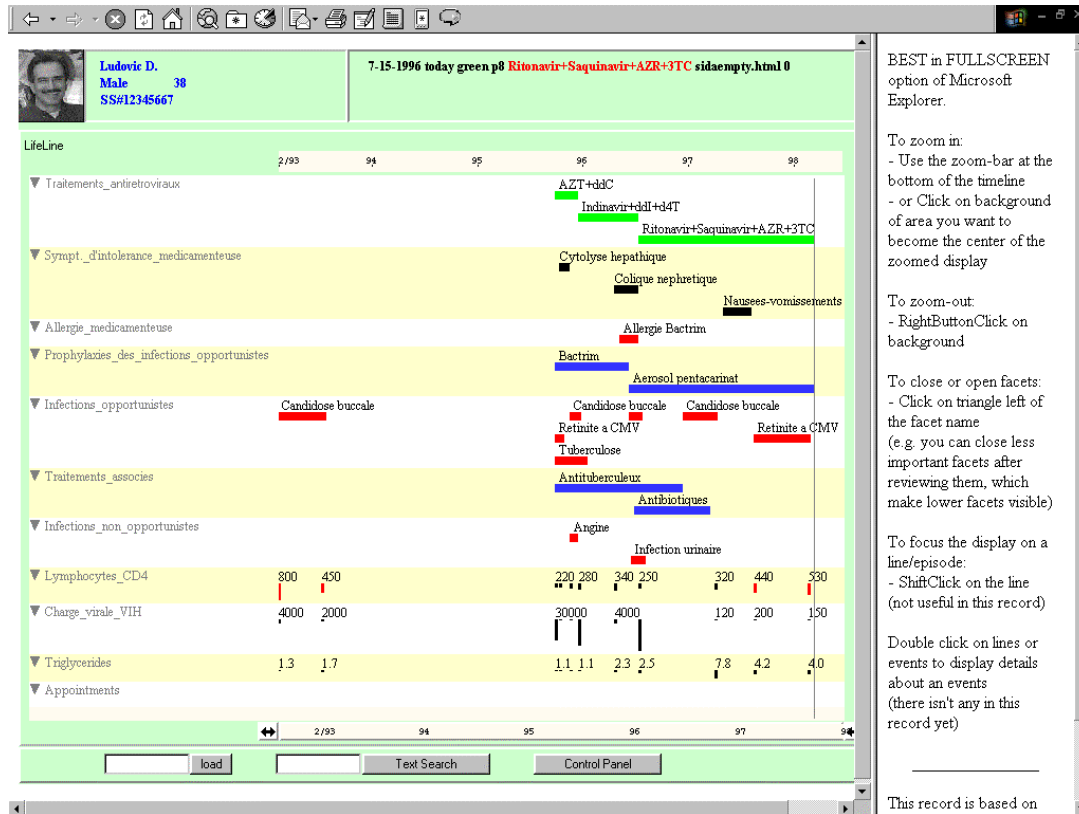 Ludovic D.
Male 38
SS#12345667
7-15-1996 today green p8 Ritonavir+Saquinavir+AZR+3TC sidaempty.html 0
LifeLine
2/93 94 95 96 97 98
Traitements_antiretroviraux
AZT+ddC
Indinavir+ddI+d4T
Ritonavir+Saquinavir+AZR+3TC
Sympt._d'intolerance_medicamenteuse
Cytolyse hepathique
Colique nephretique
Nausees-vomissements
Allergie_medicamenteuse
Allergie Bactrim
Prophylaxies_des_infections_opportunistes
Bactrim
Aerosol pentacarinat
Infections_opportunistes
Candidose buccale Candidose buccale Candidose buccale
Retinite a CMV Retinite a CMV
Tuberculose
Traitements_associes
Antituberculeux
Antibiotiques
Infections_non_opportunistes
Angine
Infection urinaire
Lymphocytes_CD4 800 450 220 280 340 250 320 440 530
Charge_virale_VIH 4000 2000 30000 4000 120 200 150
Triglycerides 1.3 1.7 1.1 1.1 2.3 2.5 7.8 4.2 4.0
Appointments
2/93 94 95 96 97
load Text Search Control Panel
BEST in FULLSCREEN
option of Microsoft
Explorer.
To zoom in:
- Use the zoom-bar at the
bottom of the timeline
- or Click on background
of area you want to
become the center of the
zoomed display
To zoom-out:
- RightButtonClick on
background
To close or open facets:
- Click on triangle left of
the facet name
(e.g. you can close less
important facets after
reviewing them, which
make lower facets visible)
To focus the display on a
line/episode:
- ShiftClick on the line
(not useful in this record)
Double click on lines or
events to display details
about an events
(there isn't any in this
record yet)
This record is based on